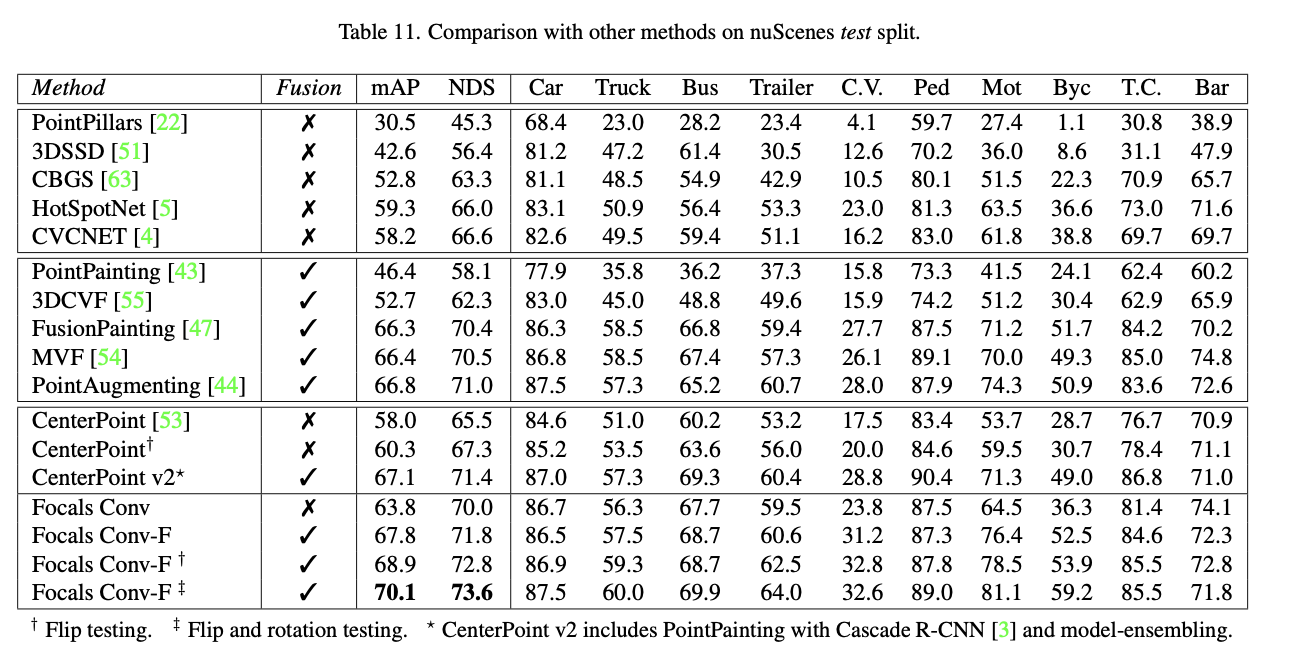 Table 11. Comparison with other methods on nuScenes test split.
Method Fusion mAP NDS Car Truck Bus Trailer C.V. Ped Mot Byc T.C. Bar
PointPillars [22] ✗ 30.5 45.3 68.4 23.0 28.2 23.4 4.1 59.7 27.4 1.1 30.8 38.9
3DSSD [51] ✗ 42.6 56.4 81.2 47.2 61.4 30.5 12.6 70.2 36.0 8.6 31.1 47.9
CBGS [63] ✗ 52.8 63.3 81.1 48.5 54.9 42.9 10.5 80.1 51.5 22.3 70.9 65.7
HotSpotNet [5] ✗ 59.3 66.0 83.1 50.9 56.4 53.3 23.0 81.3 63.5 36.6 73.0 71.6
CVCNET [4] ✗ 58.2 66.6 82.6 49.5 59.4 51.1 16.2 83.0 61.8 38.8 69.7 69.7
PointPainting [43] ✓ 46.4 58.1 77.9 35.8 36.2 37.3 15.8 73.3 41.5 24.1 62.4 60.2
3DCVF [55] ✓ 52.7 62.3 83.0 45.0 48.8 49.6 15.9 74.2 51.2 30.4 62.9 65.9
FusionPainting [47] ✓ 66.3 70.4 86.3 58.5 66.8 59.4 27.7 87.5 71.2 51.7 84.2 70.2
MVF [54] ✓ 66.4 70.5 86.8 58.5 67.4 57.3 26.1 89.1 70.0 49.3 85.0 74.8
PointAugmenting [44] ✓ 66.8 71.0 87.5 57.3 65.2 60.7 28.0 87.9 74.3 50.9 83.6 72.6
CenterPoint [53] ✗ 58.0 65.5 84.6 51.0 60.2 53.2 17.5 83.4 53.7 28.7 76.7 70.9
CenterPoint† ✗ 60.3 67.3 85.2 53.5 63.6 56.0 20.0 84.6 59.5 30.7 78.4 71.1
CenterPoint v2⋆ ✓ 67.1 71.4 87.0 57.3 69.3 60.4 28.8 90.4 71.3 49.0 86.8 71.0
Focals Conv ✗ 63.8 70.0 86.7 56.3 67.7 59.5 23.8 87.5 64.5 36.3 81.4 74.1
Focals Conv-F ✓ 67.8 71.8 86.5 57.5 68.7 60.6 31.2 87.3 76.4 52.5 84.6 72.3
Focals Conv-F † ✓ 68.9 72.8 86.9 59.3 68.7 62.5 32.8 87.8 78.5 53.9 85.5 72.8
Focals Conv-F ‡ ✓ 70.1 73.6 87.5 60.0 69.9 64.0 32.6 89.0 81.1 59.2 85.5 71.8
† Flip testing. ‡ Flip and rotation testing. ⋆ CenterPoint v2 includes PointPainting with Cascade R-CNN [3] and model-ensembling.